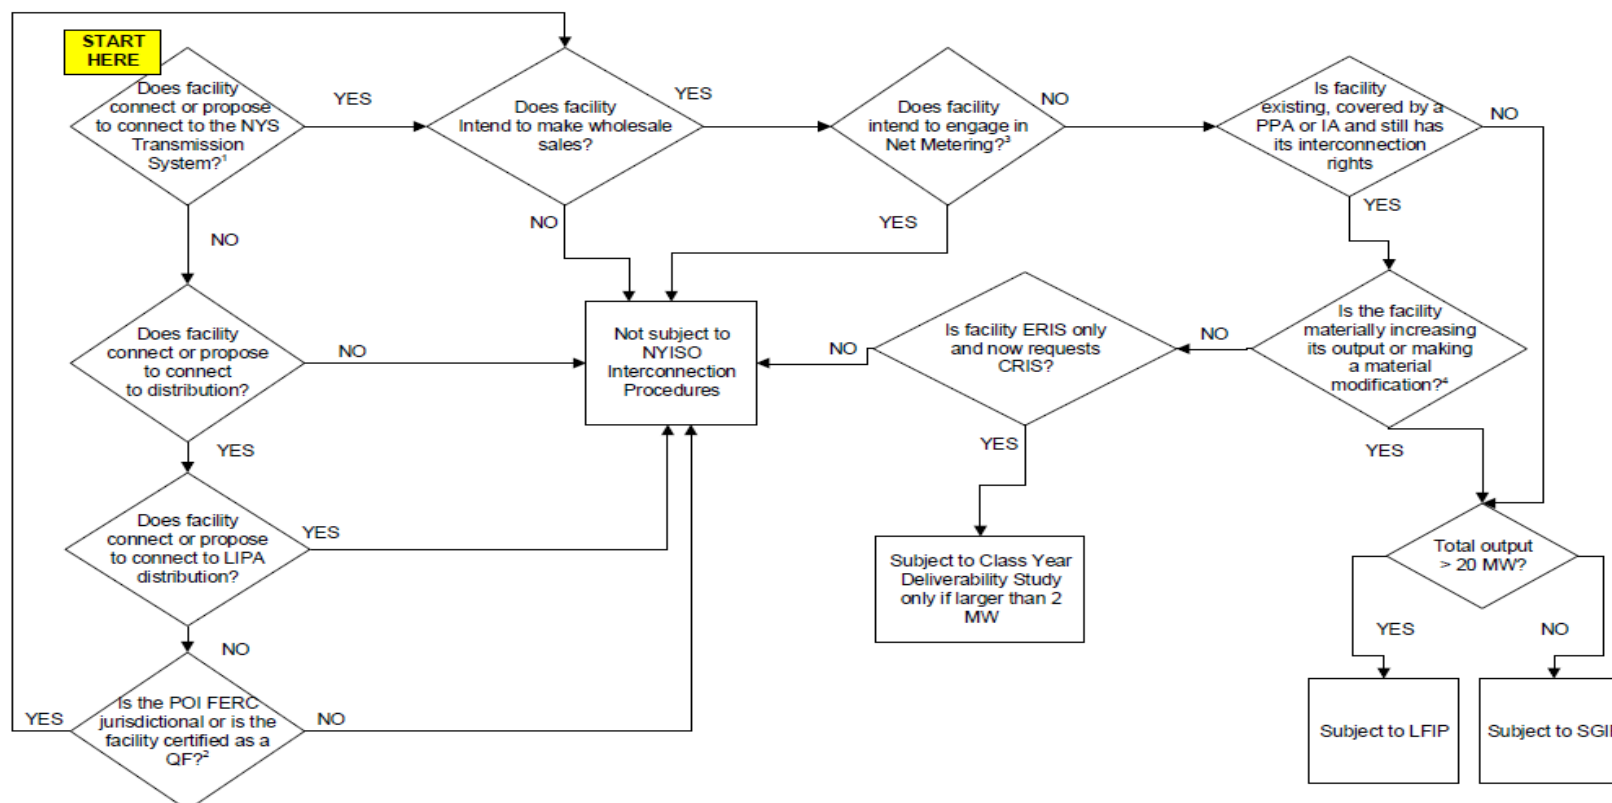 START
HERE
Does facility
connect or propose
to connect to the NYS
Transmission
System?¹
YES
NO
Does facility
Intend to make wholesale
sales?
YES
NO
Does facility
intend to engage in
Net Metering?³
NO
YES
Is facility
existing, covered by a
PPA or IA and still has
its interconnection
rights
NO
YES
Does facility
connect or propose
to connect
to distribution?
NO
YES
Not subject to
NYISO
Interconnection
Procedures
NO
Is facility ERIS only
and now requests
CRIS?
NO
YES
Is the facility
materially increasing
its output or making
a material
modification?⁴
YES
Does facility
connect or propose
to connect to LIPA
distribution?
YES
NO
Subject to Class Year
Deliverability Study
only if larger than 2
MW
Total output
> 20 MW?
YES
NO
YES
Is the POI FERC
jurisdictional or is the
facility certified as a
QF?²
NO
Subject to LFIP
Subject to